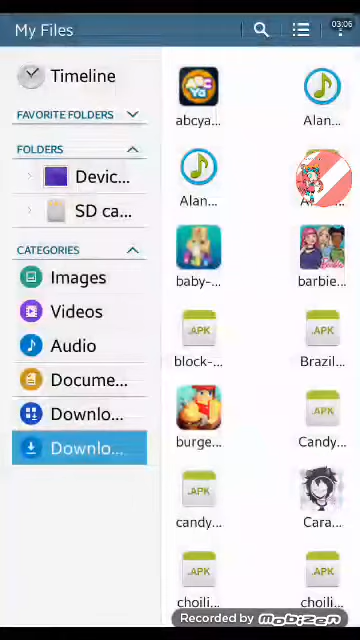 My Files
03:06
Timeline
FAVORITE FOLDERS
FOLDERS
Devic...
SD ca...
CATEGORIES
Images
Videos
Audio
Docume...
Downlo...
Downlo...
abcya...
Alan...
Alan...
baby-...
barbie...
.APK
.APK
block-...
Brazil...
.APK
burge...
Candy...
.APK
candy...
Cara...
.APK
.APK
choili...
choili...
Recorded by MOBIZEN